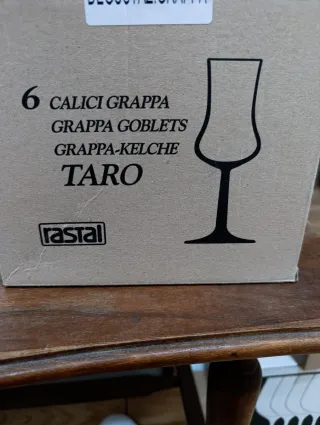 6 CALICI GRAPPA
GRAPPA GOBLETS
GRAPPA-KELCHE
TARO
rastal